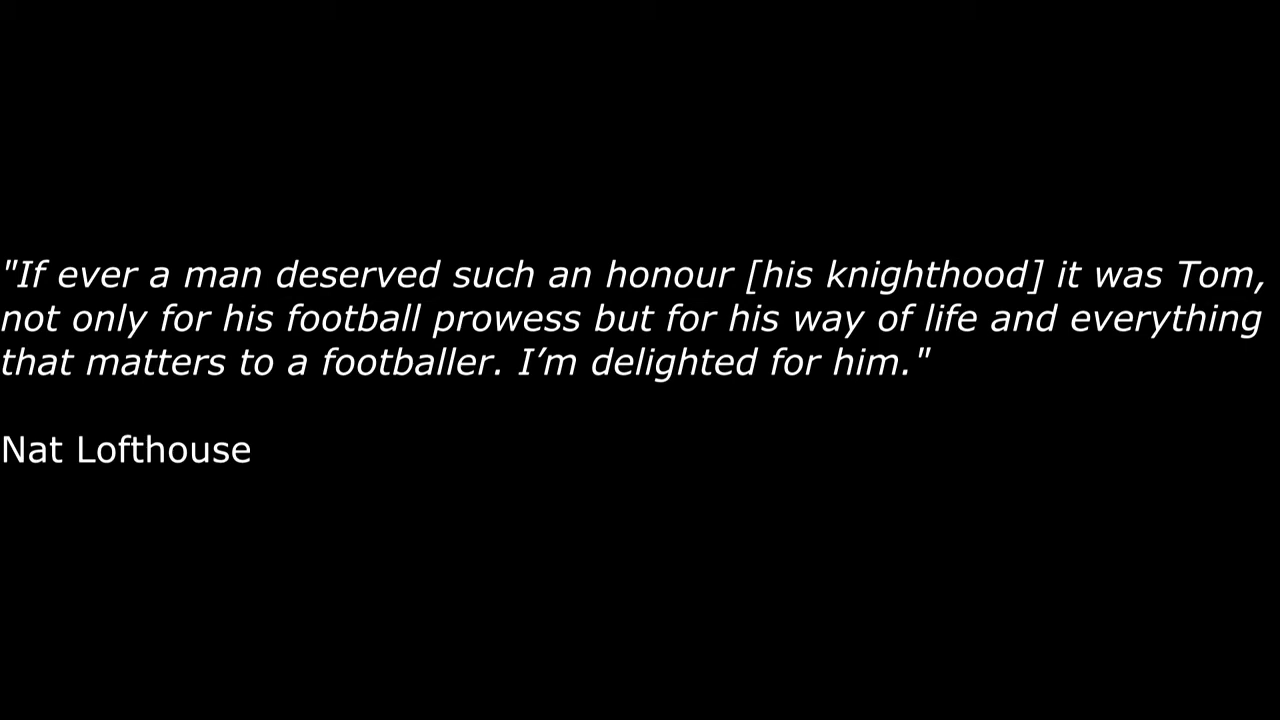 "If ever a man deserved such an honour [his knighthood] it was Tom,
not only for his football prowess but for his way of life and everything
that matters to a footballer. I’m delighted for him."
Nat Lofthouse